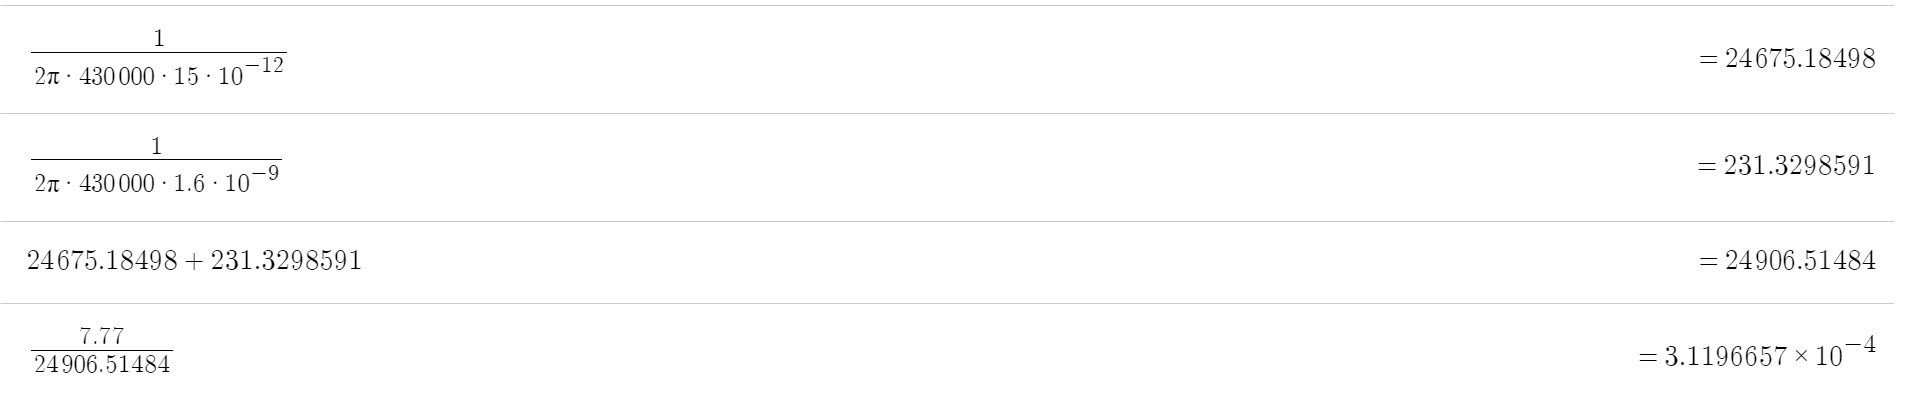 1
2π · 430000 · 15 · 10⁻¹²
= 24675.18498
1
2π · 430000 · 1.6 · 10⁻⁹
= 231.3298591
24675.18498 + 231.3298591
= 24906.51484
7.77
24906.51484
= 3.1196657 × 10⁻⁴